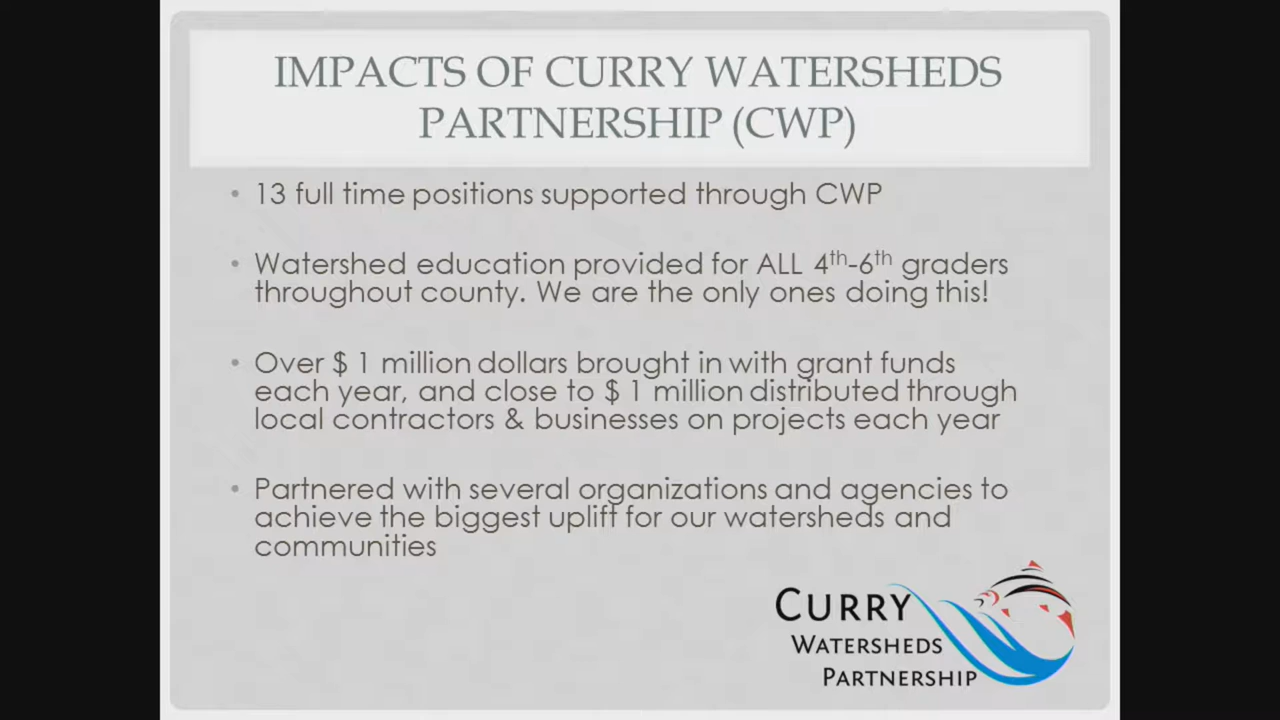 IMPACTS OF CURRY WATERSHEDS
PARTNERSHIP (CWP)
• 13 full time positions supported through CWP
• Watershed education provided for ALL 4th-6th graders
throughout county. We are the only ones doing this!
• Over $ 1 million dollars brought in with grant funds
each year, and close to $ 1 million distributed through
local contractors & businesses on projects each year
• Partnered with several organizations and agencies to
achieve the biggest uplift for our watersheds and
communities
CURRY
WATERSHEDS
PARTNERSHIP